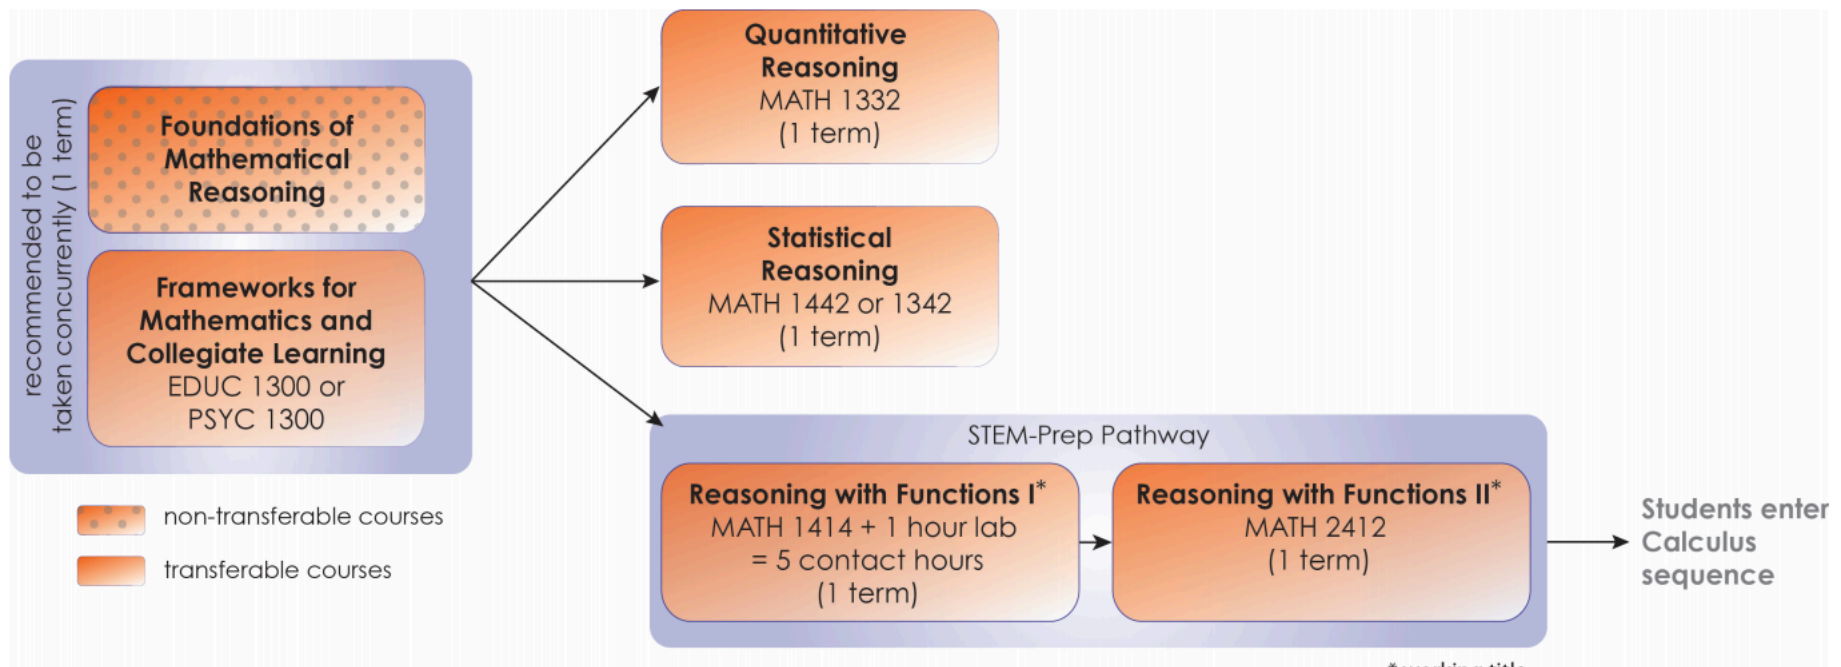 recommended to be
taken concurrently (1 term)
Foundations of
Mathematical
Reasoning
Frameworks for
Mathematics and
Collegiate Learning
EDUC 1300 or
PSYC 1300
non-transferable courses
transferable courses
Quantitative
Reasoning
MATH 1332
(1 term)
Statistical
Reasoning
MATH 1442 or 1342
(1 term)
STEM-Prep Pathway
Reasoning with Functions I*
MATH 1414 + 1 hour lab
= 5 contact hours
(1 term)
Reasoning with Functions II*
MATH 2412
(1 term)
Students enter
Calculus
sequence
*working title